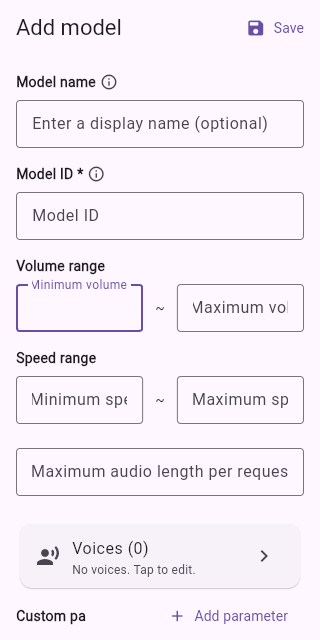 Add model
Save
Model name
Enter a display name (optional)
Model ID *
Model ID
Volume range
Minimum volume
~
Maximum vol
Speed range
Minimum spe
~
Maximum sp
Maximum audio length per reques
Voices (0)
No voices. Tap to edit.
Custom pa
Add parameter